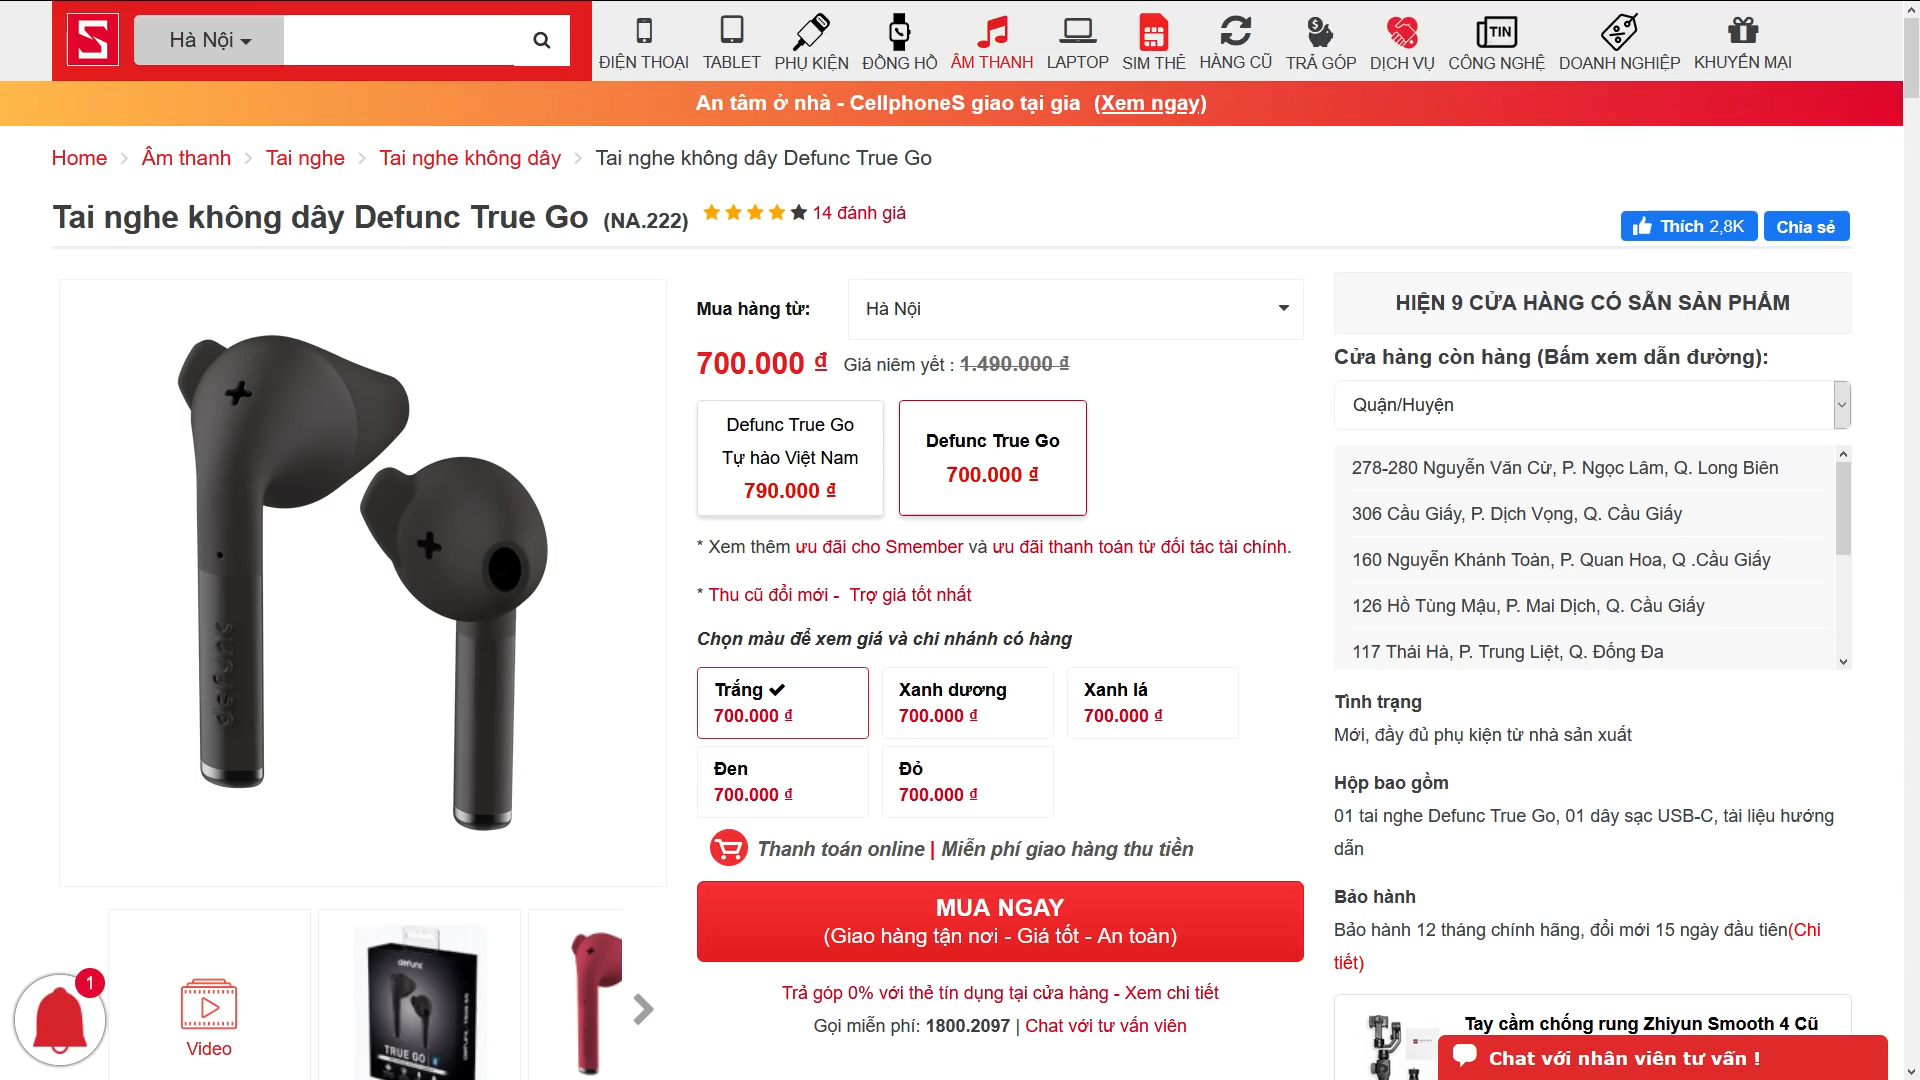 Hà Nội
ĐIỆN THOẠI
TABLET
PHỤ KIỆN
ĐỒNG HỒ
ÂM THANH
LAPTOP
SIM THẺ
HÀNG CŨ
TRẢ GÓP
DỊCH VỤ
TIN
CÔNG NGHỆ
DOANH NGHIỆP
KHUYẾN MẠI
An tâm ở nhà - CellphoneS giao tại gia (Xem ngay)
Home > Âm thanh > Tai nghe > Tai nghe không dây > Tai nghe không dây Defunc True Go
Tai nghe không dây Defunc True Go (NA.222) 14 đánh giá
Thích 2,8K
Chia sẻ
defunc
Mua hàng từ:
Hà Nội
700.000 ₫ Giá niêm yết : 1.490.000 ₫
Defunc True Go
Tự hào Việt Nam
790.000 ₫
Defunc True Go
700.000 ₫
* Xem thêm ưu đãi cho Smember và ưu đãi thanh toán từ đối tác tài chính.
* Thu cũ đổi mới - Trợ giá tốt nhất
Chọn màu để xem giá và chi nhánh có hàng
Trắng
700.000 ₫
Xanh dương
700.000 ₫
Xanh lá
700.000 ₫
Đen
700.000 ₫
Đỏ
700.000 ₫
Thanh toán online | Miễn phí giao hàng thu tiền
MUA NGAY
(Giao hàng tận nơi - Giá tốt - An toàn)
Trả góp 0% với thẻ tín dụng tại cửa hàng - Xem chi tiết
Gọi miễn phí: 1800.2097 | Chat với tư vấn viên
HIỆN 9 CỬA HÀNG CÓ SẴN SẢN PHẨM
Cửa hàng còn hàng (Bấm xem dẫn đường):
Quận/Huyện
278-280 Nguyễn Văn Cừ, P. Ngọc Lâm, Q. Long Biên
306 Cầu Giấy, P. Dịch Vọng, Q. Cầu Giấy
160 Nguyễn Khánh Toàn, P. Quan Hoa, Q .Cầu Giấy
126 Hồ Tùng Mậu, P. Mai Dịch, Q. Cầu Giấy
117 Thái Hà, P. Trung Liệt, Q. Đống Đa
Tình trạng
Mới, đầy đủ phụ kiện từ nhà sản xuất
Hộp bao gồm
01 tai nghe Defunc True Go, 01 dây sạc USB-C, tài liệu hướng
dẫn
Bảo hành
Bảo hành 12 tháng chính hãng, đổi mới 15 ngày đầu tiên(Chi
tiết)
Tay cầm chống rung Zhiyun Smooth 4 Cũ
Chat với nhân viên tư vấn !
1
Video
defunc
TRUE GO